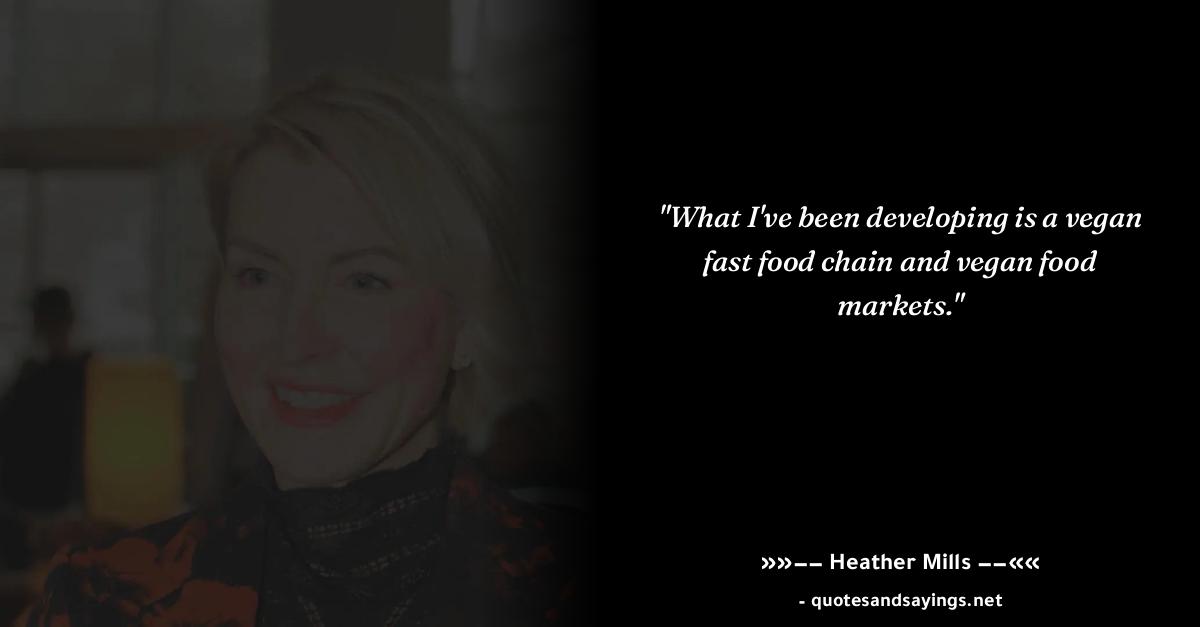 "What I've been developing is a vegan
fast food chain and vegan food
markets."
»»—— Heather Mills ——««
- quotesandsayings.net